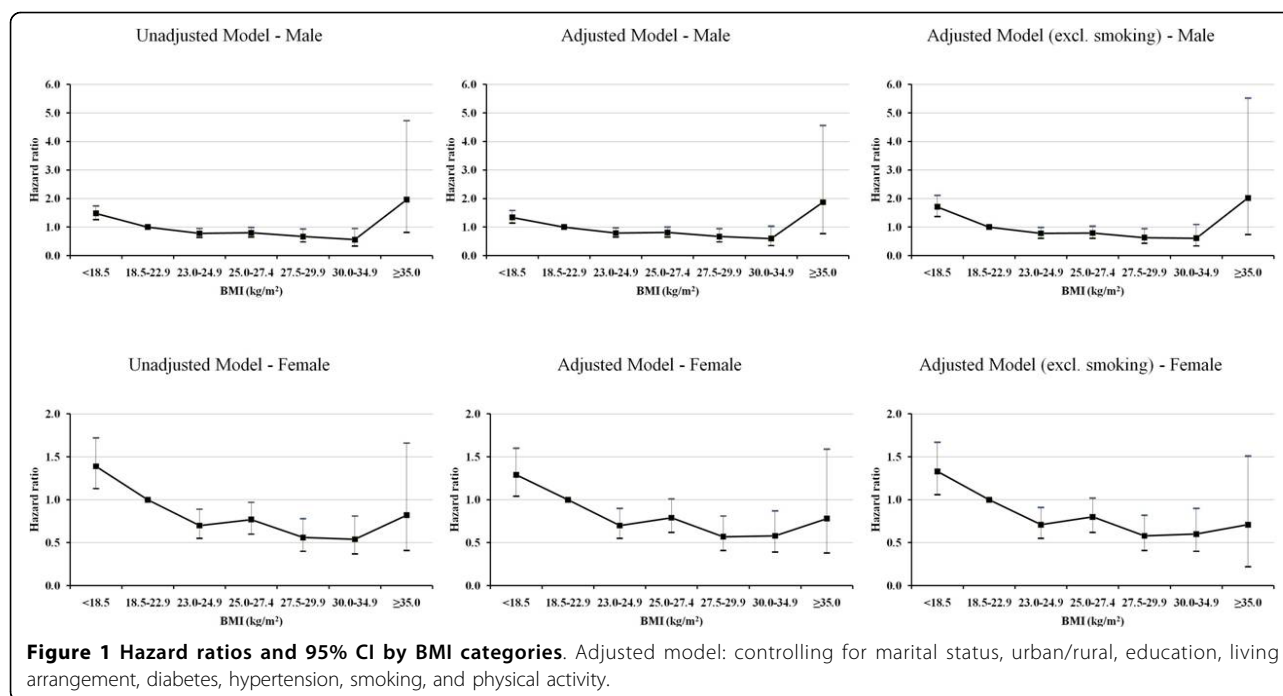 Unadjusted Model - Male
6.0
5.0
4.0
3.0
2.0
1.0
0.0
Hazard ratio
<18.5 18.5-22.9 23.0-24.9 25.0-27.4 27.5-29.9 30.0-34.9 ≥35.0
BMI (kg/m²)
Adjusted Model - Male
6.0
5.0
4.0
3.0
2.0
1.0
0.0
Hazard ratio
<18.5 18.5-22.9 23.0-24.9 25.0-27.4 27.5-29.9 30.0-34.9 ≥35.0
BMI (kg/m²)
Adjusted Model (excl. smoking) - Male
6.0
5.0
4.0
3.0
2.0
1.0
0.0
Hazard ratio
<18.5 18.5-22.9 23.0-24.9 25.0-27.4 27.5-29.9 30.0-34.9 ≥35.0
BMI (kg/m²)
Unadjusted Model - Female
2.0
1.5
1.0
0.5
0.0
Hazard ratio
<18.5 18.5-22.9 23.0-24.9 25.0-27.4 27.5-29.9 30.0-34.9 ≥35.0
BMI (kg/m²)
Adjusted Model - Female
2.0
1.5
1.0
0.5
0.0
Hazard ratio
<18.5 18.5-22.9 23.0-24.9 25.0-27.4 27.5-29.9 30.0-34.9 ≥35.0
BMI (kg/m²)
Adjusted Model (excl. smoking) - Female
2.0
1.5
1.0
0.5
0.0
Hazard ratio
<18.5 18.5-22.9 23.0-24.9 25.0-27.4 27.5-29.9 30.0-34.9 ≥35.0
BMI (kg/m²)
Figure 1 Hazard ratios and 95% CI by BMI categories. Adjusted model: controlling for marital status, urban/rural, education, living
arrangement, diabetes, hypertension, smoking, and physical activity.